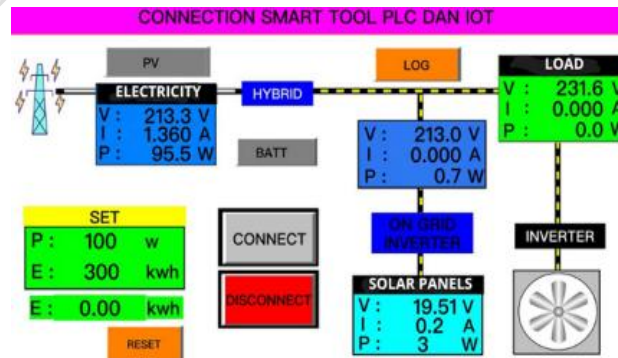 CONNECTION SMART TOOL PLC DAN IOT
PV
LOG
LOAD
V : 231.6 V
I : 0.000 A
P : 0.0 W
ELECTRICITY
V : 213.3 V
I : 1.360 A
P : 95.5 W
HYBRID
BATT
V : 213.0 V
I : 0.000 A
P : 0.7 W
SET
P : 100 w
E : 300 kwh
E : 0.00 kwh
RESET
CONNECT
DISCONNECT
ON GRID
INVERTER
INVERTER
SOLAR PANELS
V : 19.51 V
I : 0.2 A
P : 3 W